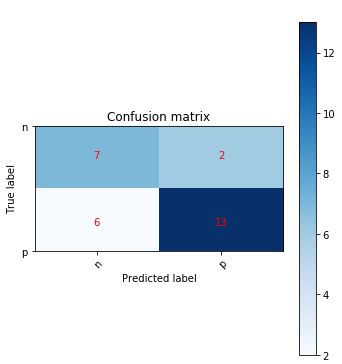 Confusion matrix
n
7 2
6 13
p
n p
True label
Predicted label
12
10
8
6
4
2